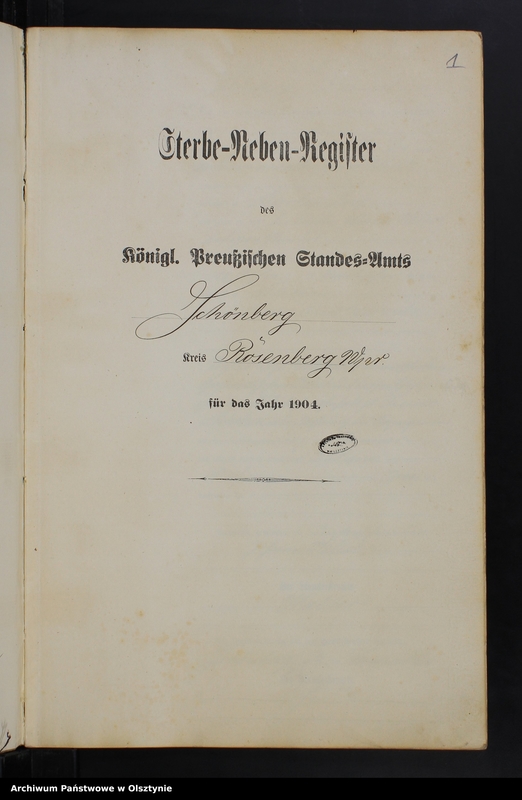 1
Sterbe-Neben-Register
des
Königl. Preußischen Standes-Amts
Schönberg
Kreis Rosenberg Wpr.
für das Jahr 1904.
Archiwum Państwowe w Olsztynie